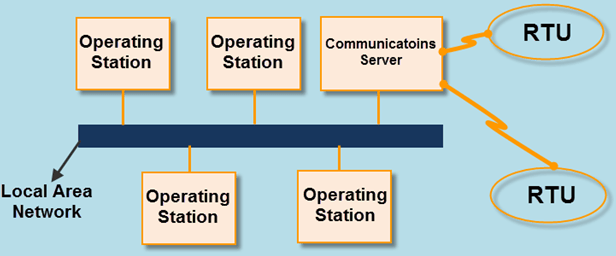 Operating
Station
Operating
Station
Communicatoins
Server
RTU
Local Area
Network
Operating
Station
Operating
Station
RTU